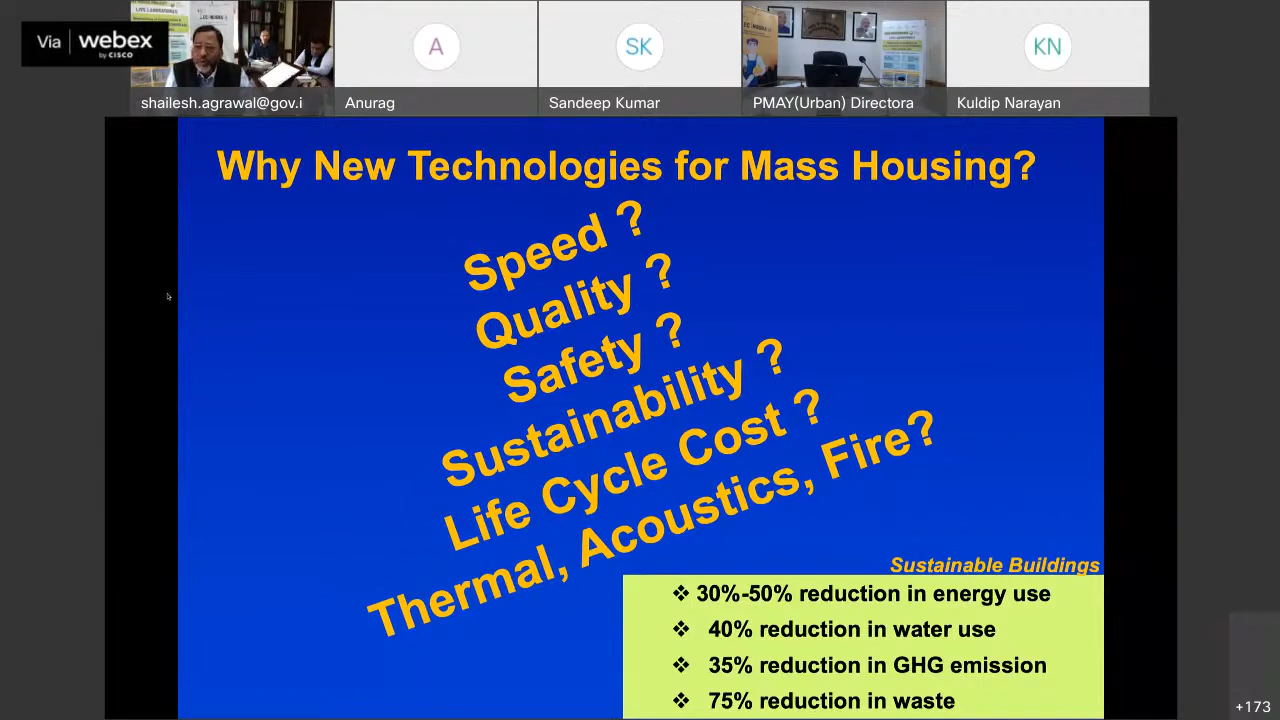 Via webex
by CISCO
A
SK
KN
shailesh.agrawal@gov.i
Anurag
Sandeep Kumar
PMAY(Urban) Directora
Kuldip Narayan
Why New Technologies for Mass Housing?
Speed ?
Quality ?
Safety ?
Sustainability ?
Life Cycle Cost ?
Thermal, Acoustics, Fire?
Sustainable Buildings
❖ 30%-50% reduction in energy use
❖ 40% reduction in water use
❖ 35% reduction in GHG emission
❖ 75% reduction in waste
+173